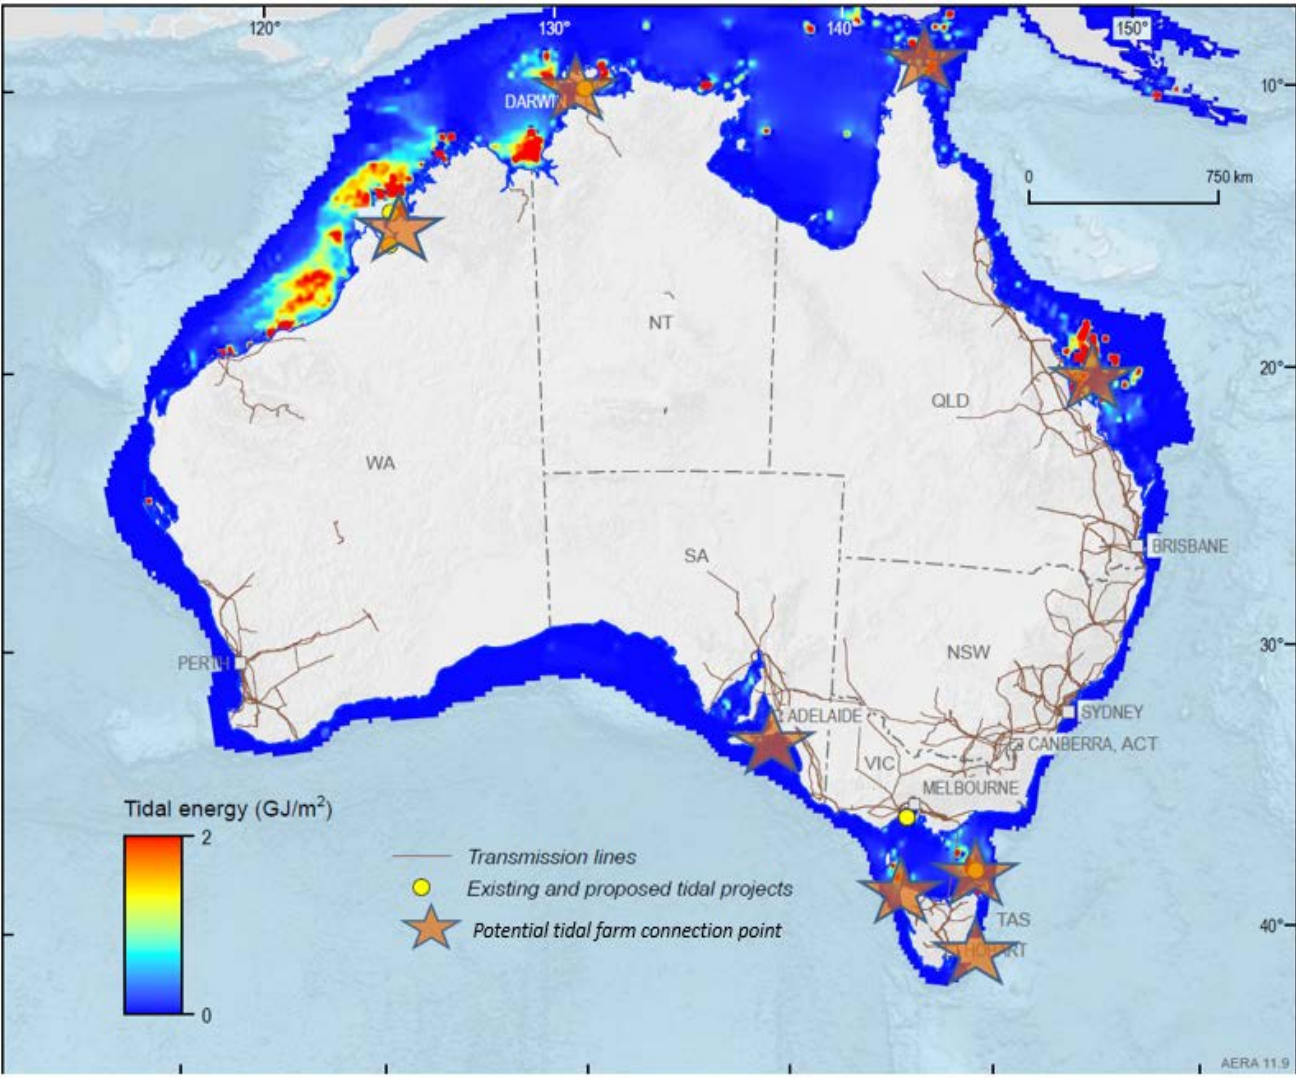 120°
130°
140°
150°
10°
DARWIN
0
750 km
NT
20°
QLD
WA
BRISBANE
SA
30°
NSW
PERTH
SYDNEY
ADELAIDE
CANBERRA, ACT
VIC
MELBOURNE
Tidal energy (GJ/m²)
2
0
Transmission lines
Existing and proposed tidal projects
Potential tidal farm connection point
TAS
40°
HOBART
AERA 11.9